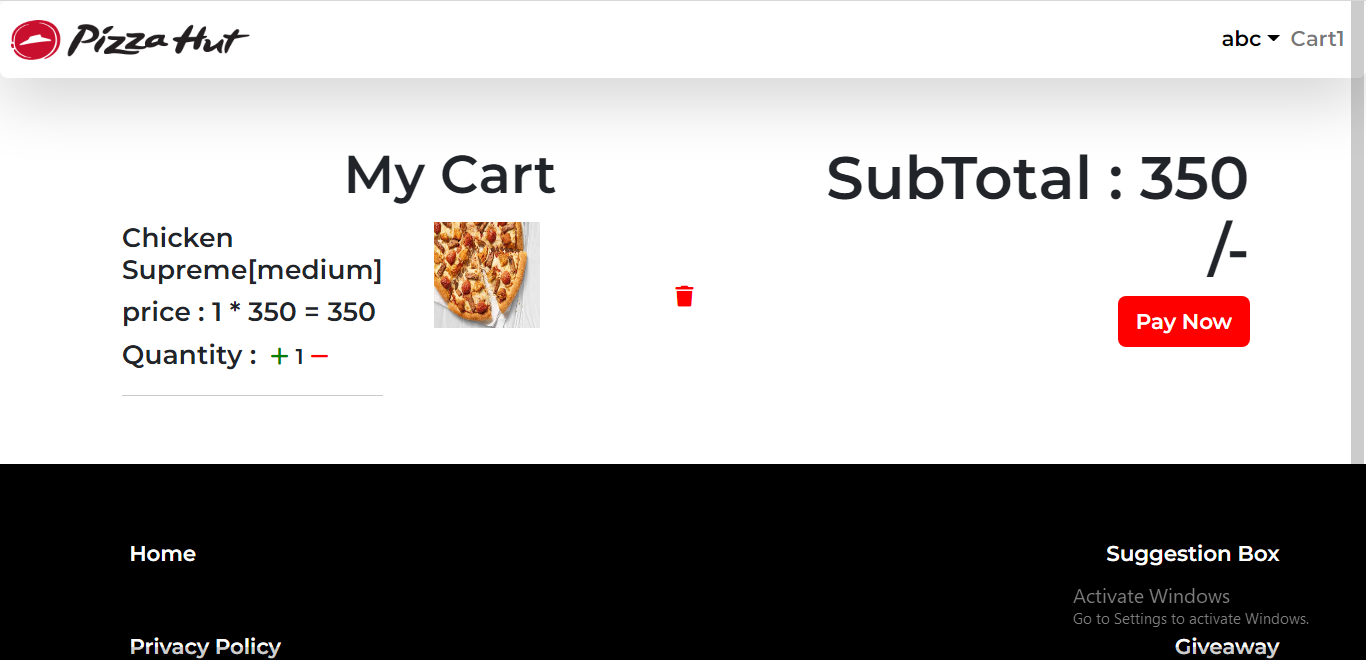 Pizza Hut
abc Cart1
My Cart
Chicken
Supreme[medium]
price : 1 * 350 = 350
Quantity : + 1 −
SubTotal : 350
/-
Pay Now
Home
Suggestion Box
Activate Windows
Go to Settings to activate Windows.
Privacy Policy
Giveaway